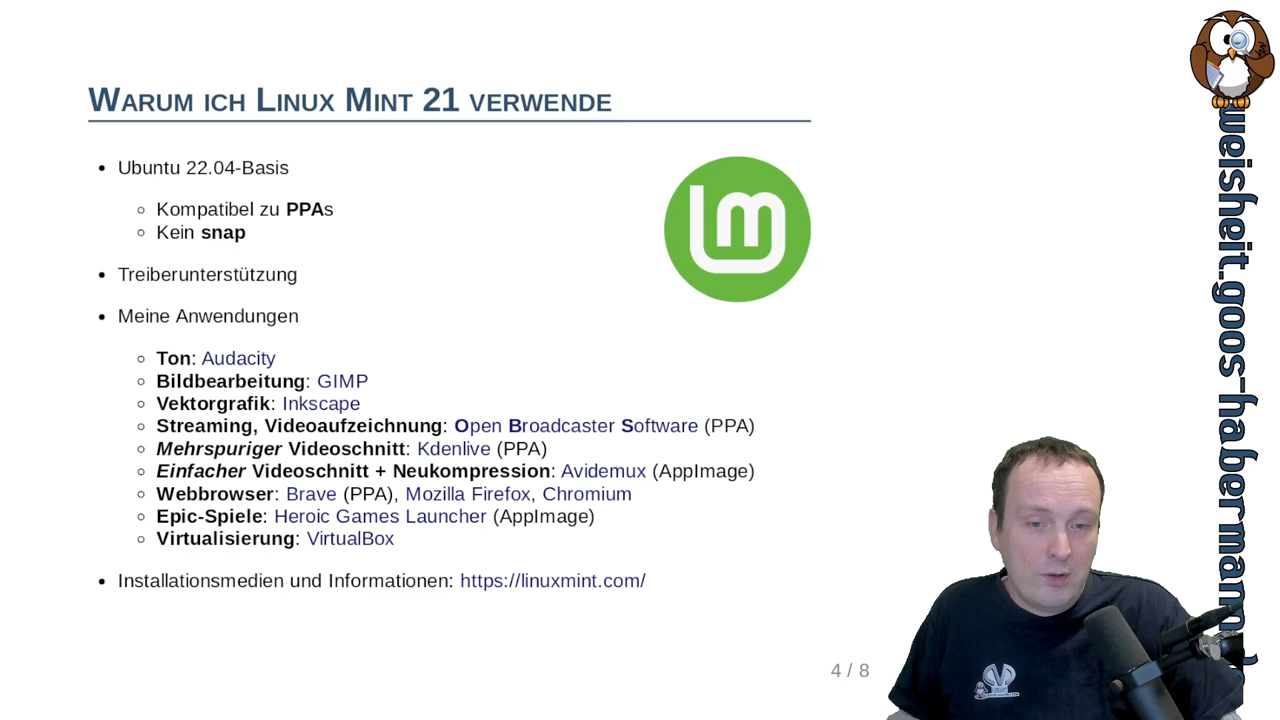 Warum ich Linux Mint 21 verwende
Ubuntu 22.04-Basis
Kompatibel zu PPAs
Kein snap
Treiberunterstützung
Meine Anwendungen
Ton: Audacity
Bildbearbeitung: GIMP
Vektorgrafik: Inkscape
Streaming, Videoaufzeichnung: Open Broadcaster Software (PPA)
Mehrspuriger Videoschnitt: Kdenlive (PPA)
Einfacher Videoschnitt + Neukompression: Avidemux (AppImage)
Webbrowser: Brave (PPA), Mozilla Firefox, Chromium
Epic-Spiele: Heroic Games Launcher (AppImage)
Virtualisierung: VirtualBox
Installationsmedien und Informationen: https://linuxmint.com/
4 / 8
lm
weisheit.goos-habermann